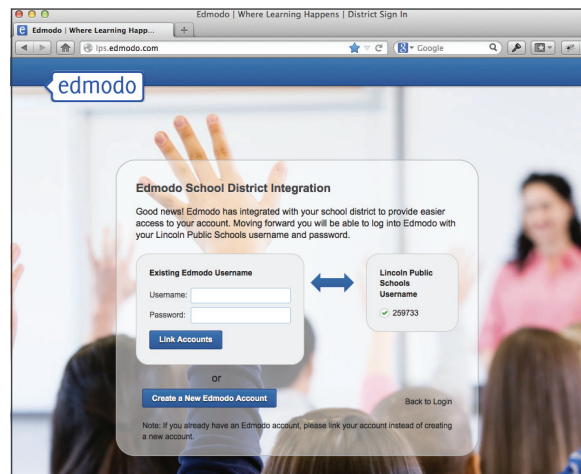 Edmodo | Where Learning Happens | District Sign In
Edmodo | Where Learning Happ...
lps.edmodo.com
Google
edmodo
Edmodo School District Integration
Good news! Edmodo has integrated with your school district to provide easier
access to your account. Moving forward you will be able to log into Edmodo with
your Lincoln Public Schools username and password.
Existing Edmodo Username
Username:
Password:
Link Accounts
Lincoln Public
Schools
Username
259733
or
Create a New Edmodo Account
Back to Login
Note: If you already have an Edmodo account, please link your account instead of creating
a new account.